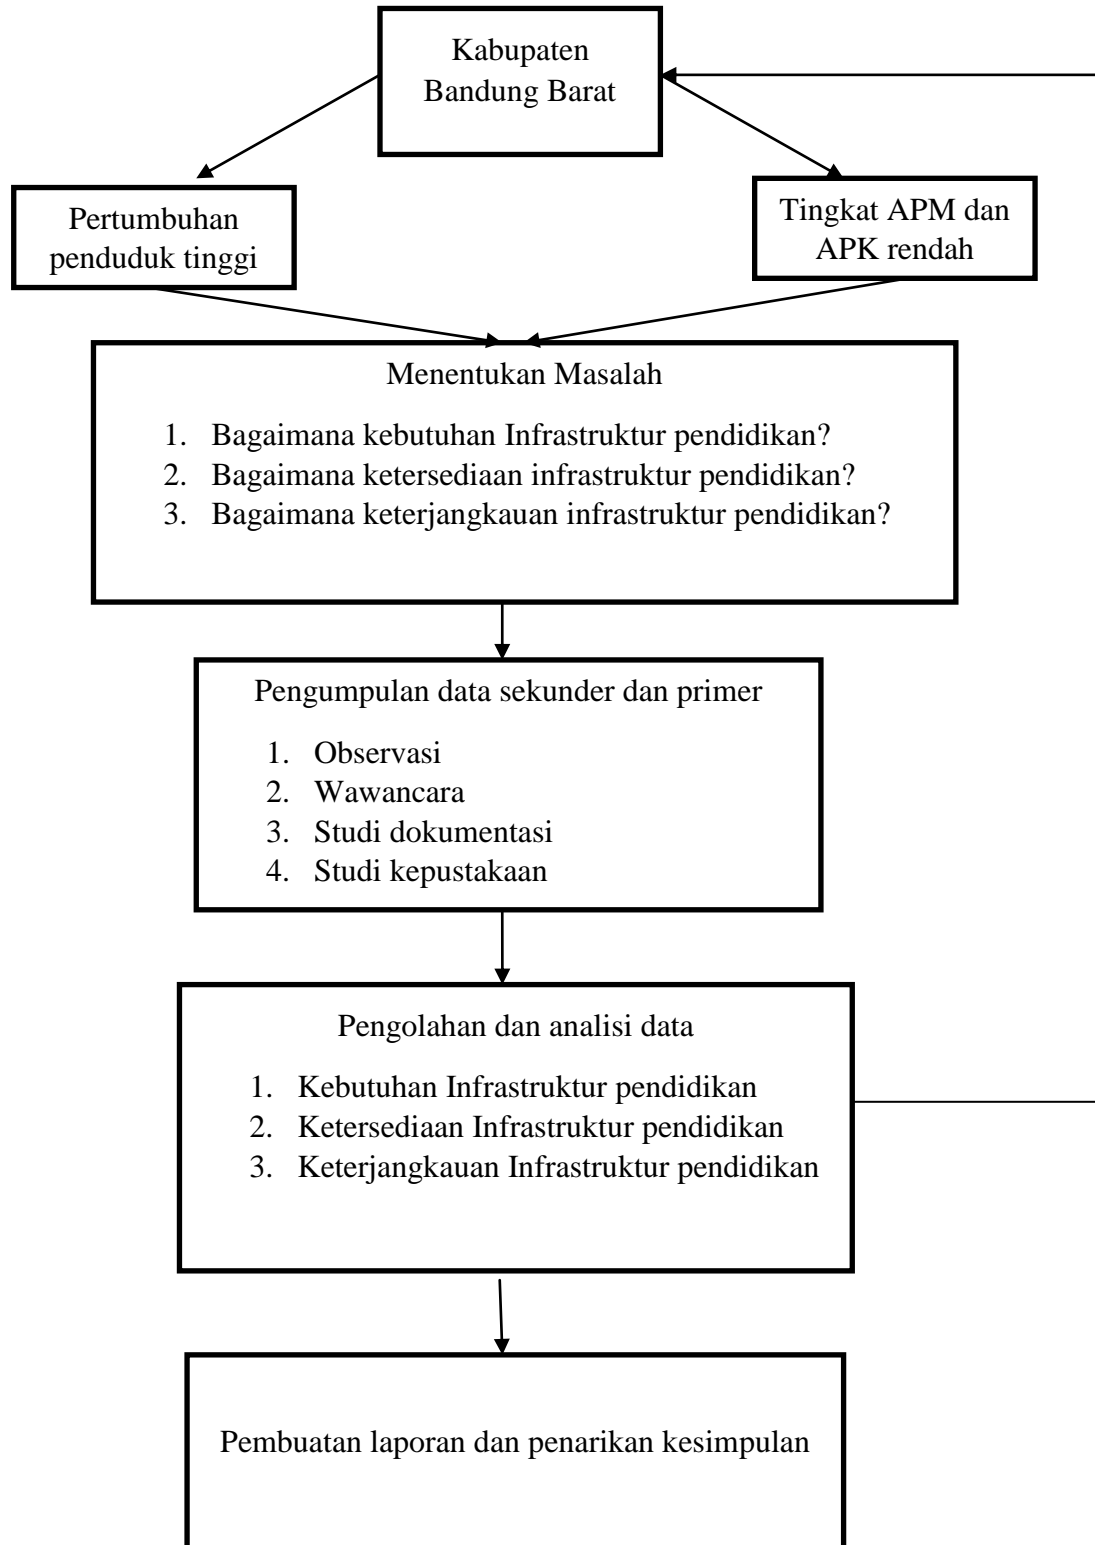 Kabupaten
Bandung Barat
Pertumbuhan
penduduk tinggi
Tingkat APM dan
APK rendah
Menentukan Masalah
1. Bagaimana kebutuhan Infrastruktur pendidikan?
2. Bagaimana ketersediaan infrastruktur pendidikan?
3. Bagaimana keterjangkauan infrastruktur pendidikan?
Pengumpulan data sekunder dan primer
1. Observasi
2. Wawancara
3. Studi dokumentasi
4. Studi kepustakaan
Pengolahan dan analisi data
1. Kebutuhan Infrastruktur pendidikan
2. Ketersediaan Infrastruktur pendidikan
3. Keterjangkauan Infrastruktur pendidikan
Pembuatan laporan dan penarikan kesimpulan